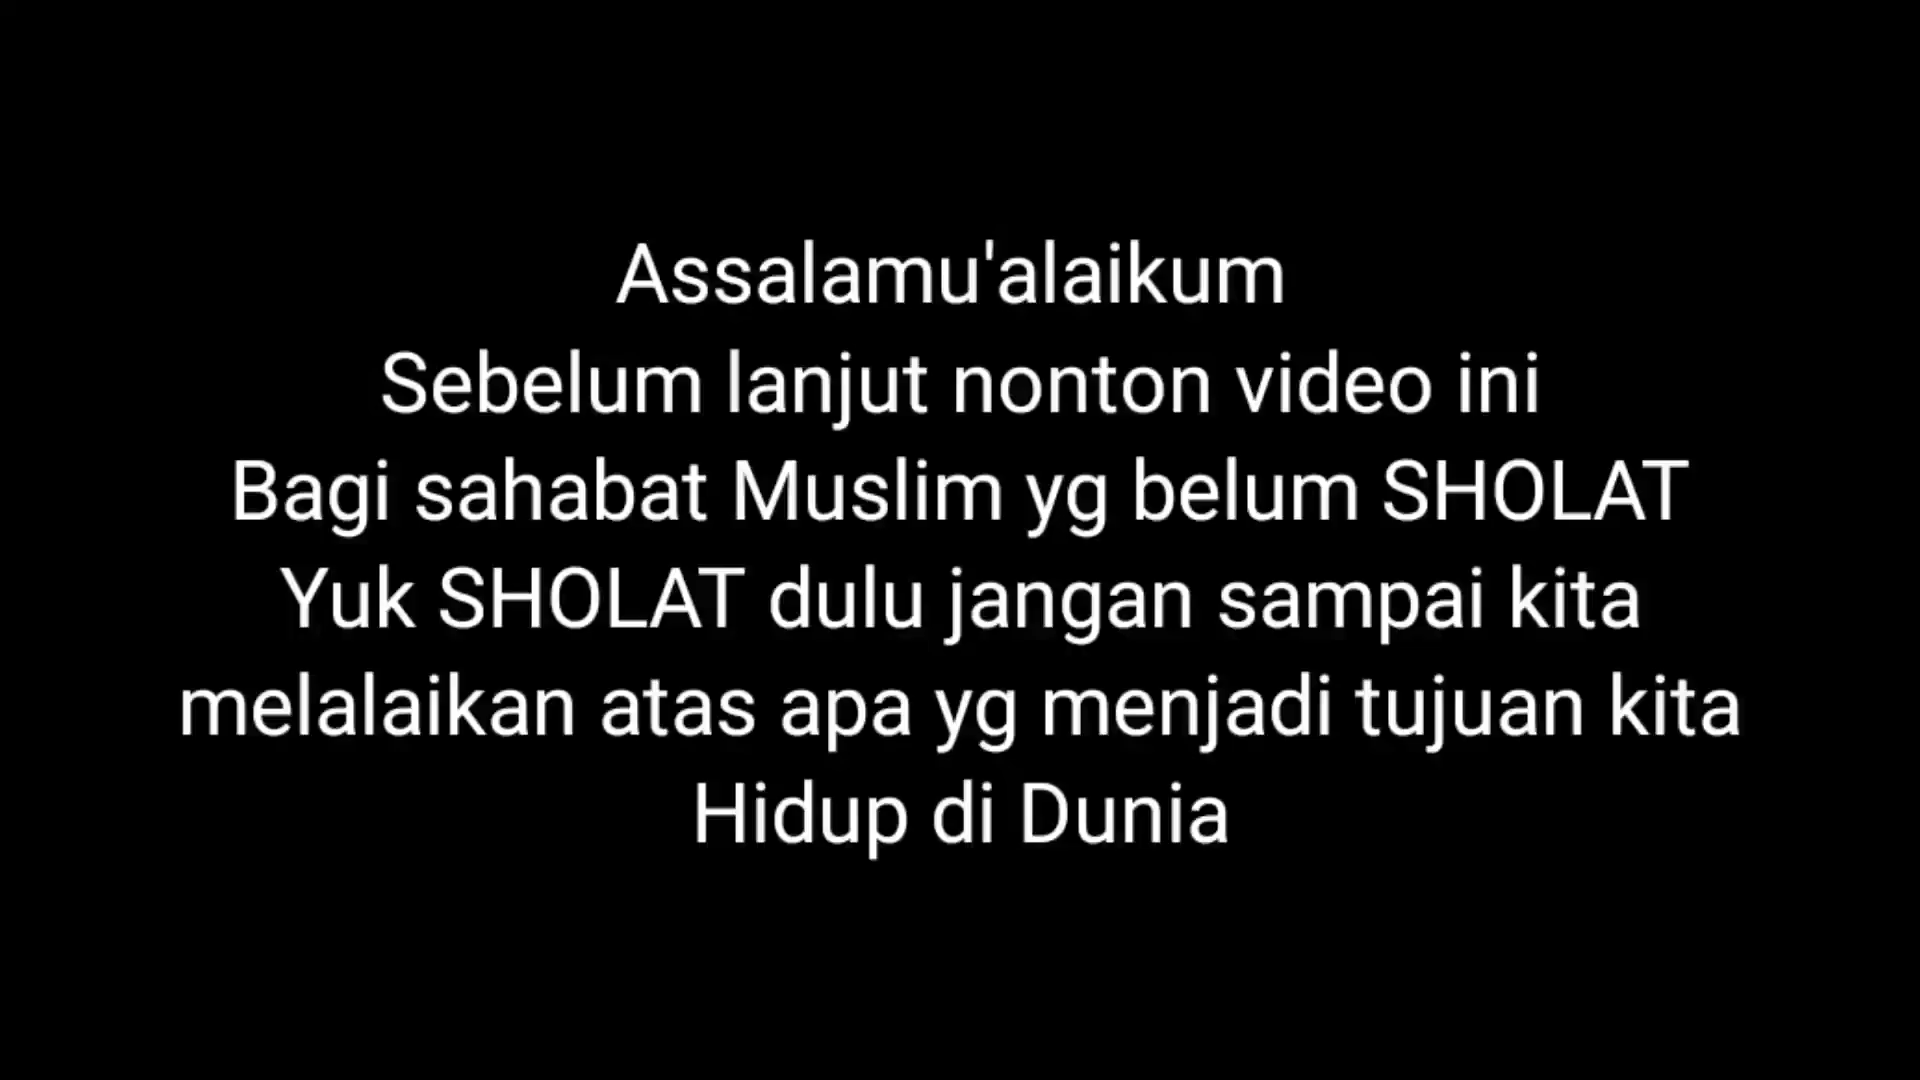 Assalamu'alaikum
Sebelum lanjut nonton video ini
Bagi sahabat Muslim yg belum SHOLAT
Yuk SHOLAT dulu jangan sampai kita
melalaikan atas apa yg menjadi tujuan kita
Hidup di Dunia